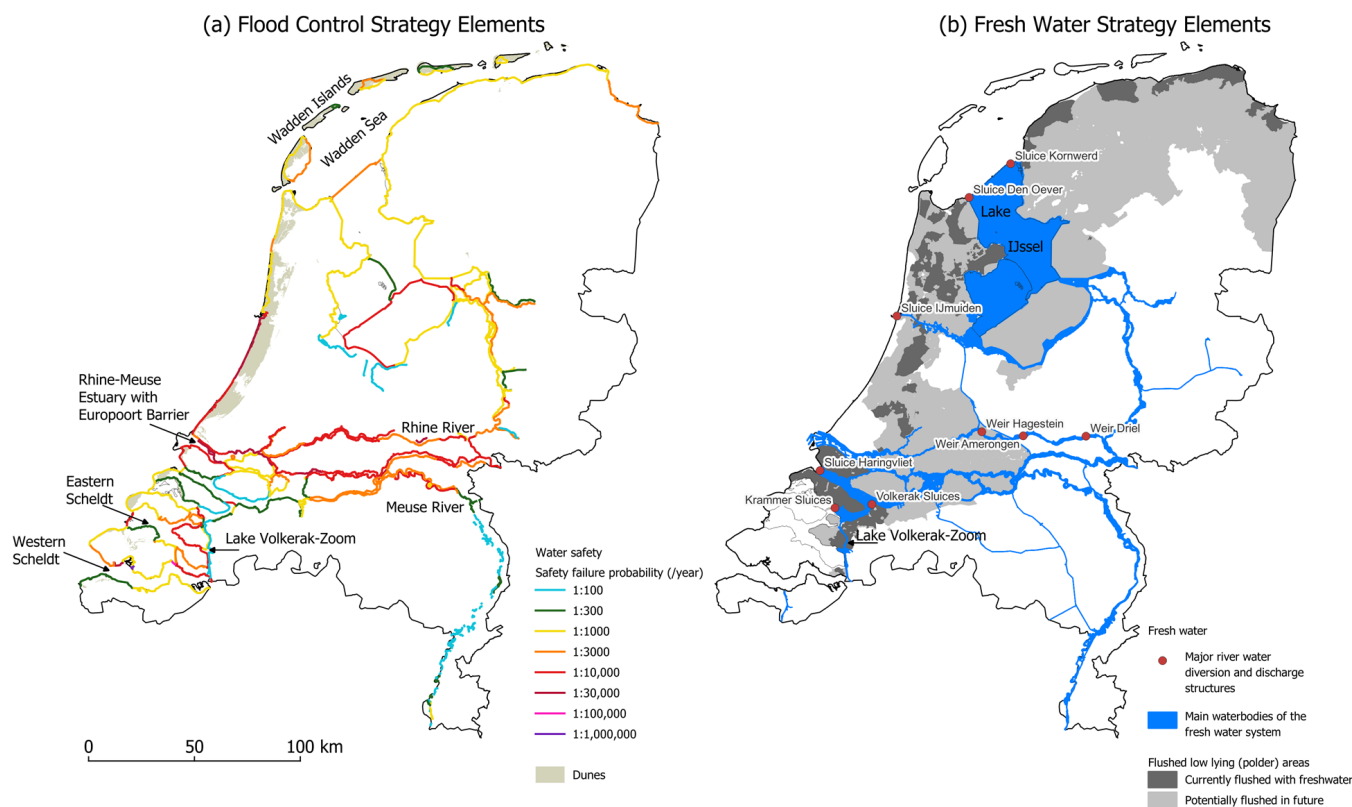 (a) Flood Control Strategy Elements
Wadden Islands
Wadden Sea
Rhine-Meuse
Estuary with
Europoort Barrier
Rhine River
Eastern
Scheldt
Meuse River
Western
Scheldt
Lake Volkerak-Zoom
Water safety
Safety failure probability (/year)
1:100
1:300
1:1000
1:3000
1:10,000
1:30,000
1:100,000
1:1,000,000
Dunes
0 50 100 km
(b) Fresh Water Strategy Elements
Sluice Kornwerd
Sluice Den Oever
Lake
IJssel
Sluice IJmuiden
Weir Hagestein
Weir Driel
Weir Amerongen
Sluice Haringvliet
Krammer Sluices
Volkerak Sluices
Lake Volkerak-Zoom
Fresh water
Major river water
diversion and discharge
structures
Main waterbodies of the
fresh water system
Flushed low lying (polder) areas
Currently flushed with freshwater
Potentially flushed in future